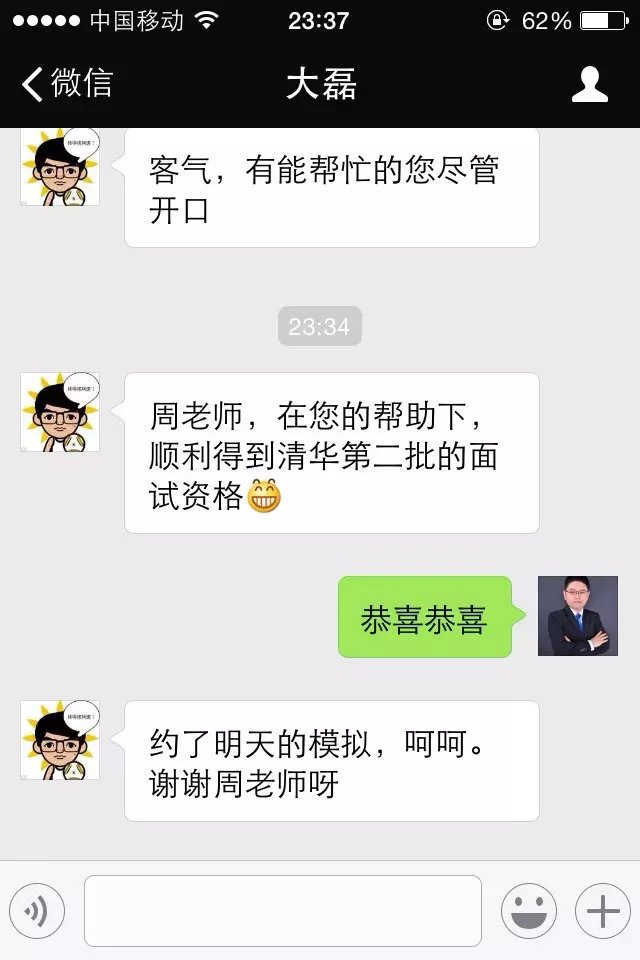 中国移动 23:37 62%
微信 大磊
客气，有能帮忙的您尽管
开口
23:34
周老师，在您的帮助下，
顺利得到清华第二批的面
试资格😁
恭喜恭喜
约了明天的模拟，呵呵。
谢谢周老师呀